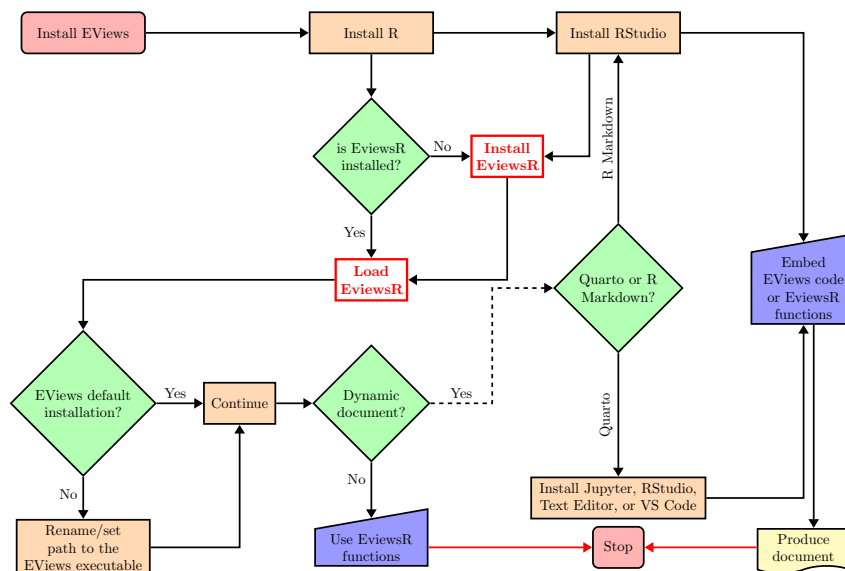 Install EViews
Install R
Install RStudio
is EviewsR
installed?
No
Install
EviewsR
R Markdown
Yes
Load
EviewsR
Quarto or R
Markdown?
Embed
EViews code
or EviewsR
functions
EViews default
installation?
Yes
Continue
Dynamic
document?
Yes
Quarto
No
No
Install Jupyter, RStudio,
Text Editor, or VS Code
Rename/set
path to the
EViews executable
Use EviewsR
functions
Stop
Produce
document